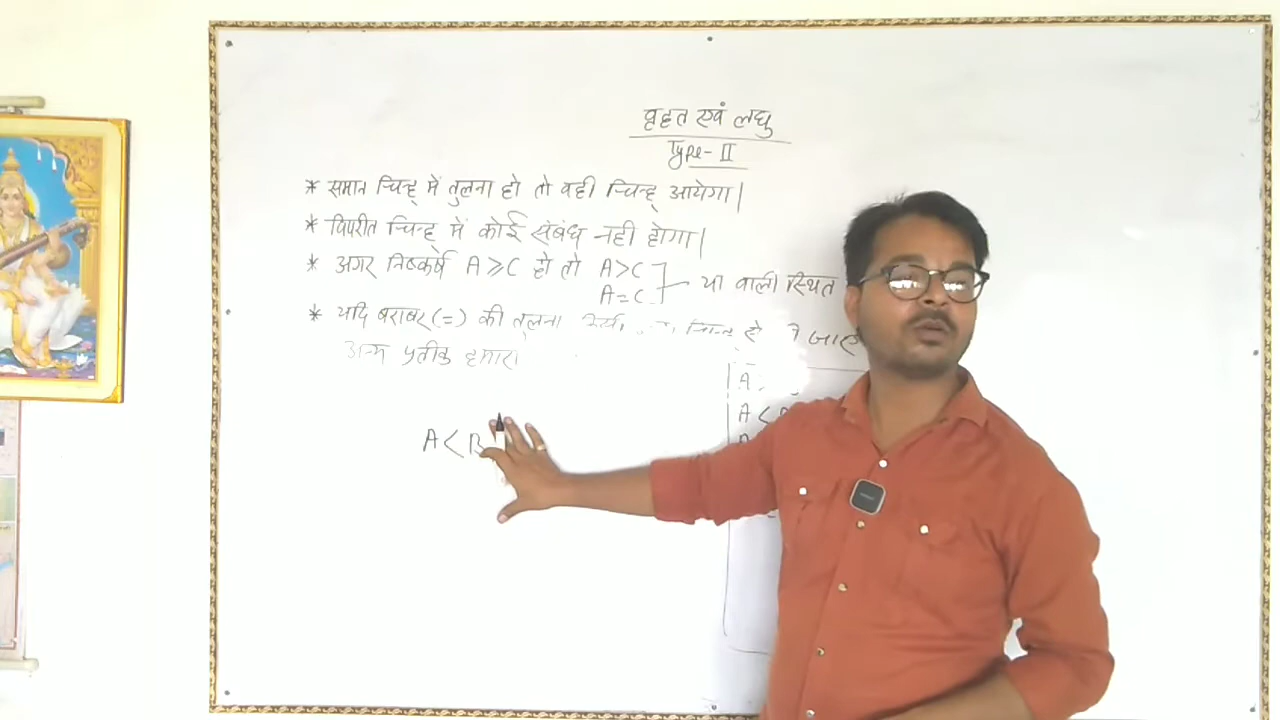 वृहत एवं लघु
Type- II
* समान चिन्ह् में तुलना हो तो वही चिन्ह् आयेगा|
* विपरीत चिन्ह में कोई संबंध नही होगा|
* अगर निष्कर्ष A⩾C हो तो A>C
A=C
या वाली स्थित
* यदि बराबर(=) की तुलना
अन्य प्रतीक हमारा
A
A <
A < B